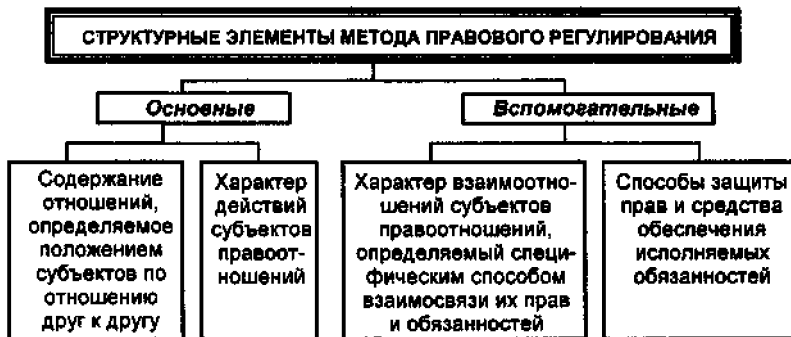 СТРУКТУРНЫЕ ЭЛЕМЕНТЫ МЕТОДА ПРАВОВОГО РЕГУЛИРОВАНИЯ
Основные
Вспомогательные
Содержание
отношений,
определяемое
положением
субъектов по
отношению
друг к другу
Характер
действий
субъектов
правоот-
ношений
Характер взаимоотно-
шений субъектов
правоотношений,
определяемый специ-
фическим способом
взаимосвязи их прав
и обязанностей
Способы защиты
прав и средства
обеспечения
исполняемых
обязанностей